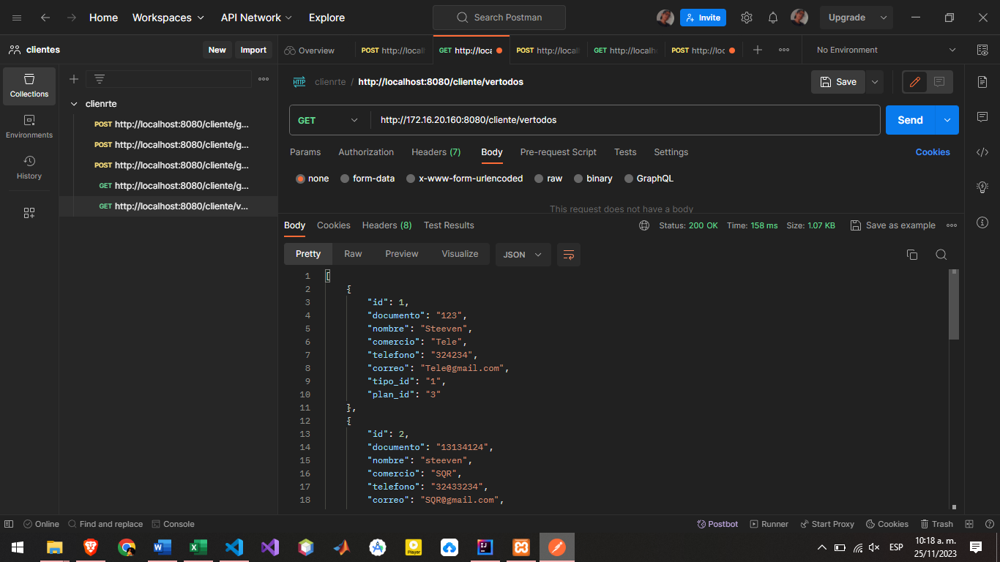 Home Workspaces API Network Explore Search Postman Invite Upgrade
clientes New Import Overview POST http://local GET http://loca POST http://local GET http://localh POST http://loc No Environment
Collections
Environments
History
clienrte
POST http://localhost:8080/cliente/g...
POST http://localhost:8080/cliente/g...
POST http://localhost:8080/cliente/g...
GET http://localhost:8080/cliente/g...
GET http://localhost:8080/cliente/v...
HTTP clienrte / http://localhost:8080/cliente/vertodos Save
GET http://172.16.20.160:8080/cliente/vertodos Send
Params Authorization Headers (7) Body Pre-request Script Tests Settings Cookies
none form-data x-www-form-urlencoded raw binary GraphQL
This request does not have a body
Body Cookies Headers (8) Test Results Status: 200 OK Time: 158 ms Size: 1.07 KB Save as example
Pretty Raw Preview Visualize JSON
1 [
2 {
3 "id": 1,
4 "documento": "123",
5 "nombre": "Steeven",
6 "comercio": "Tele",
7 "telefono": "324234",
8 "correo": "Tele@gmail.com",
9 "tipo_id": "1",
10 "plan_id": "3"
11 },
12 {
13 "id": 2,
14 "documento": "13134124",
15 "nombre": "steeven",
16 "comercio": "SQR",
17 "telefono": "32433234",
18 "correo": "SQR@gmail.com",
Online Find and replace Console Postbot Runner Start Proxy Cookies Trash
Player
ESP
10:18 a. m.
25/11/2023